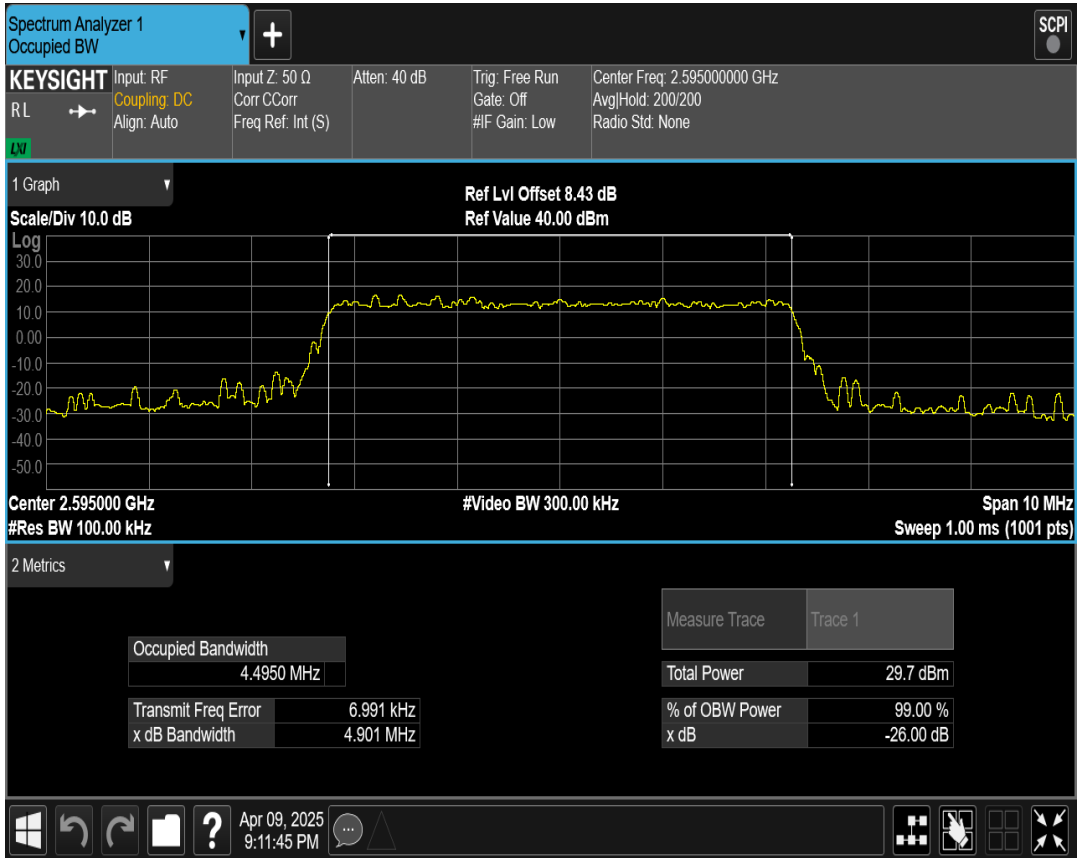 Spectrum Analyzer 1
Occupied BW
SCPI
KEYSIGHT
R L
LXI
Input: RF
Coupling: DC
Align: Auto
Input Z: 50 Ω
Corr CCorr
Freq Ref: Int (S)
Atten: 40 dB
Trig: Free Run
Gate: Off
#IF Gain: Low
Center Freq: 2.595000000 GHz
Avg|Hold: 200/200
Radio Std: None
1 Graph
Scale/Div 10.0 dB
Ref Lvl Offset 8.43 dB
Ref Value 40.00 dBm
Log
30.0
20.0
10.0
0.00
-10.0
-20.0
-30.0
-40.0
-50.0
Center 2.595000 GHz
#Video BW 300.00 kHz
Span 10 MHz
#Res BW 100.00 kHz
Sweep 1.00 ms (1001 pts)
2 Metrics
Occupied Bandwidth
4.4950 MHz
Transmit Freq Error 6.991 kHz
x dB Bandwidth 4.901 MHz
Measure Trace Trace 1
Total Power 29.7 dBm
% of OBW Power 99.00 %
x dB -26.00 dB
?
Apr 09, 2025
9:11:45 PM